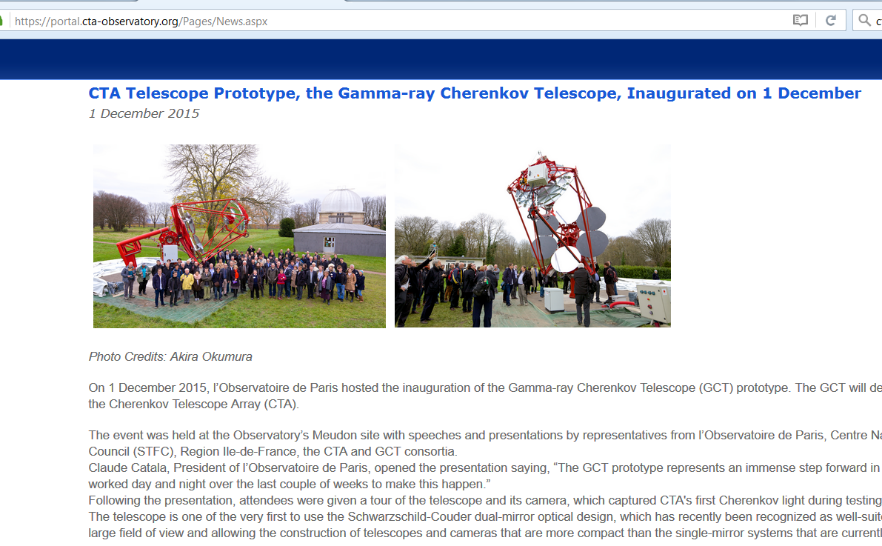 https://portal.cta-observatory.org/Pages/News.aspx
CTA Telescope Prototype, the Gamma-ray Cherenkov Telescope, Inaugurated on 1 December
1 December 2015
Photo Credits: Akira Okumura
On 1 December 2015, l’Observatoire de Paris hosted the inauguration of the Gamma-ray Cherenkov Telescope (GCT) prototype. The GCT will de
the Cherenkov Telescope Array (CTA).
The event was held at the Observatory’s Meudon site with speeches and presentations by representatives from l’Observatoire de Paris, Centre Na
Council (STFC), Region Ile-de-France, the CTA and GCT consortia.
Claude Catala, President of l’Observatoire de Paris, opened the presentation saying, “The GCT prototype represents an immense step forward in
worked day and night over the last couple of weeks to make this happen.”
Following the presentation, attendees were given a tour of the telescope and its camera, which captured CTA's first Cherenkov light during testing
The telescope is one of the very first to use the Schwarzschild-Couder dual-mirror optical design, which has recently been recognized as well-suite
large field of view and allowing the construction of telescopes and cameras that are more compact than the single-mirror systems that are currentl